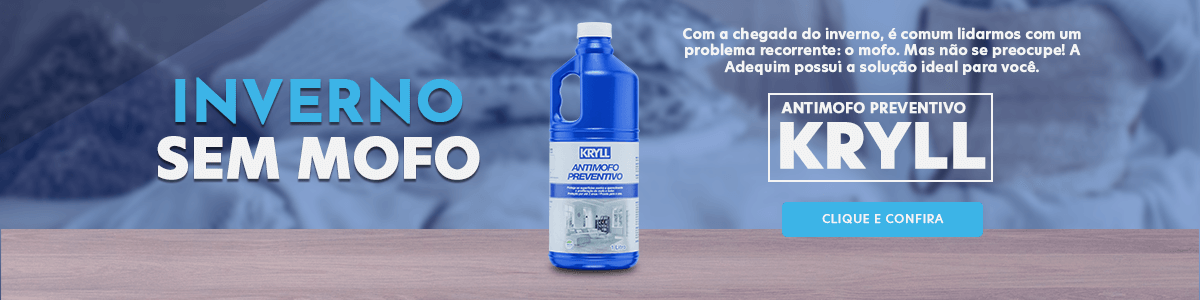 INVERNO
SEM MOFO
KRYLL
ANTIMOFO
PREVENTIVO
Com a chegada do inverno, é comum lidarmos com um
problema recorrente: o mofo. Mas não se preocupe! A
Adequim possui a solução ideal para você.
ANTIMOFO PREVENTIVO
KRYLL
CLIQUE E CONFIRA